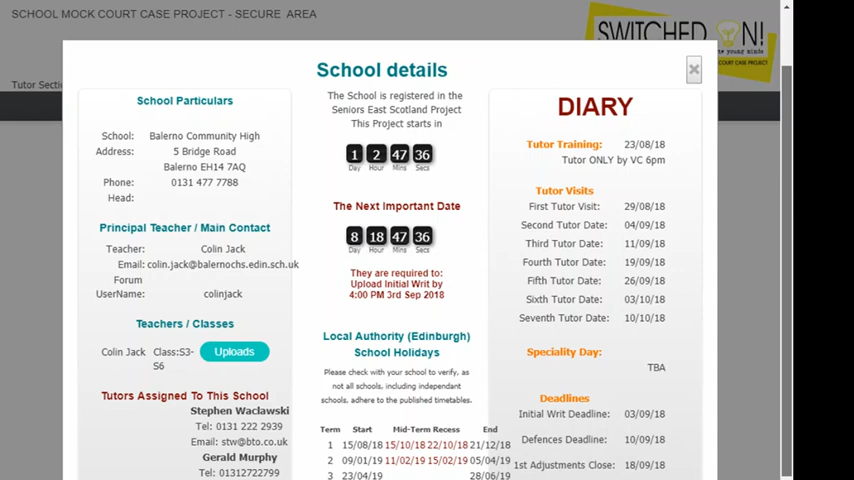 SCHOOL MOCK COURT CASE PROJECT - SECURE AREA
SWITCHED ON!
COURT CASE PROJECT
Tutor Sectio
School details
School Particulars
School: Balerno Community High
Address: 5 Bridge Road
Balerno EH14 7AQ
Phone: 0131 477 7788
Head:
Principal Teacher / Main Contact
Teacher: Colin Jack
Email: colin.jack@balernochs.edin.sch.uk
Forum
UserName: colinjack
Teachers / Classes
Colin Jack Class:S3-
S6
Uploads
Tutors Assigned To This School
Stephen Waclawski
Tel: 0131 222 2939
Email: stw@bto.co.uk
Gerald Murphy
Tel: 01312722799
The School is registered in the
Seniors East Scotland Project
This Project starts in
1 2 47 36
Day Hour Mins Secs
The Next Important Date
8 18 47 36
Day Hour Mins Secs
They are required to:
Upload Initial Writ by
4:00 PM 3rd Sep 2018
Local Authority (Edinburgh)
School Holidays
Please check with your school to verify, as
not all schools, including independant
schools, adhere to the published timetables.
Term Start Mid-Term Recess End
1 15/08/18 15/10/18 22/10/18 21/12/18
2 09/01/19 11/02/19 15/02/19 05/04/19
3 23/04/19 28/06/19
DIARY
Tutor Training: 23/08/18
Tutor ONLY by VC 6pm
Tutor Visits
First Tutor Visit: 29/08/18
Second Tutor Date: 04/09/18
Third Tutor Date: 11/09/18
Fourth Tutor Date: 19/09/18
Fifth Tutor Date: 26/09/18
Sixth Tutor Date: 03/10/18
Seventh Tutor Date: 10/10/18
Speciality Day:
TBA
Deadlines
Initial Writ Deadline: 03/09/18
Defences Deadline: 10/09/18
1st Adjustments Close: 18/09/18